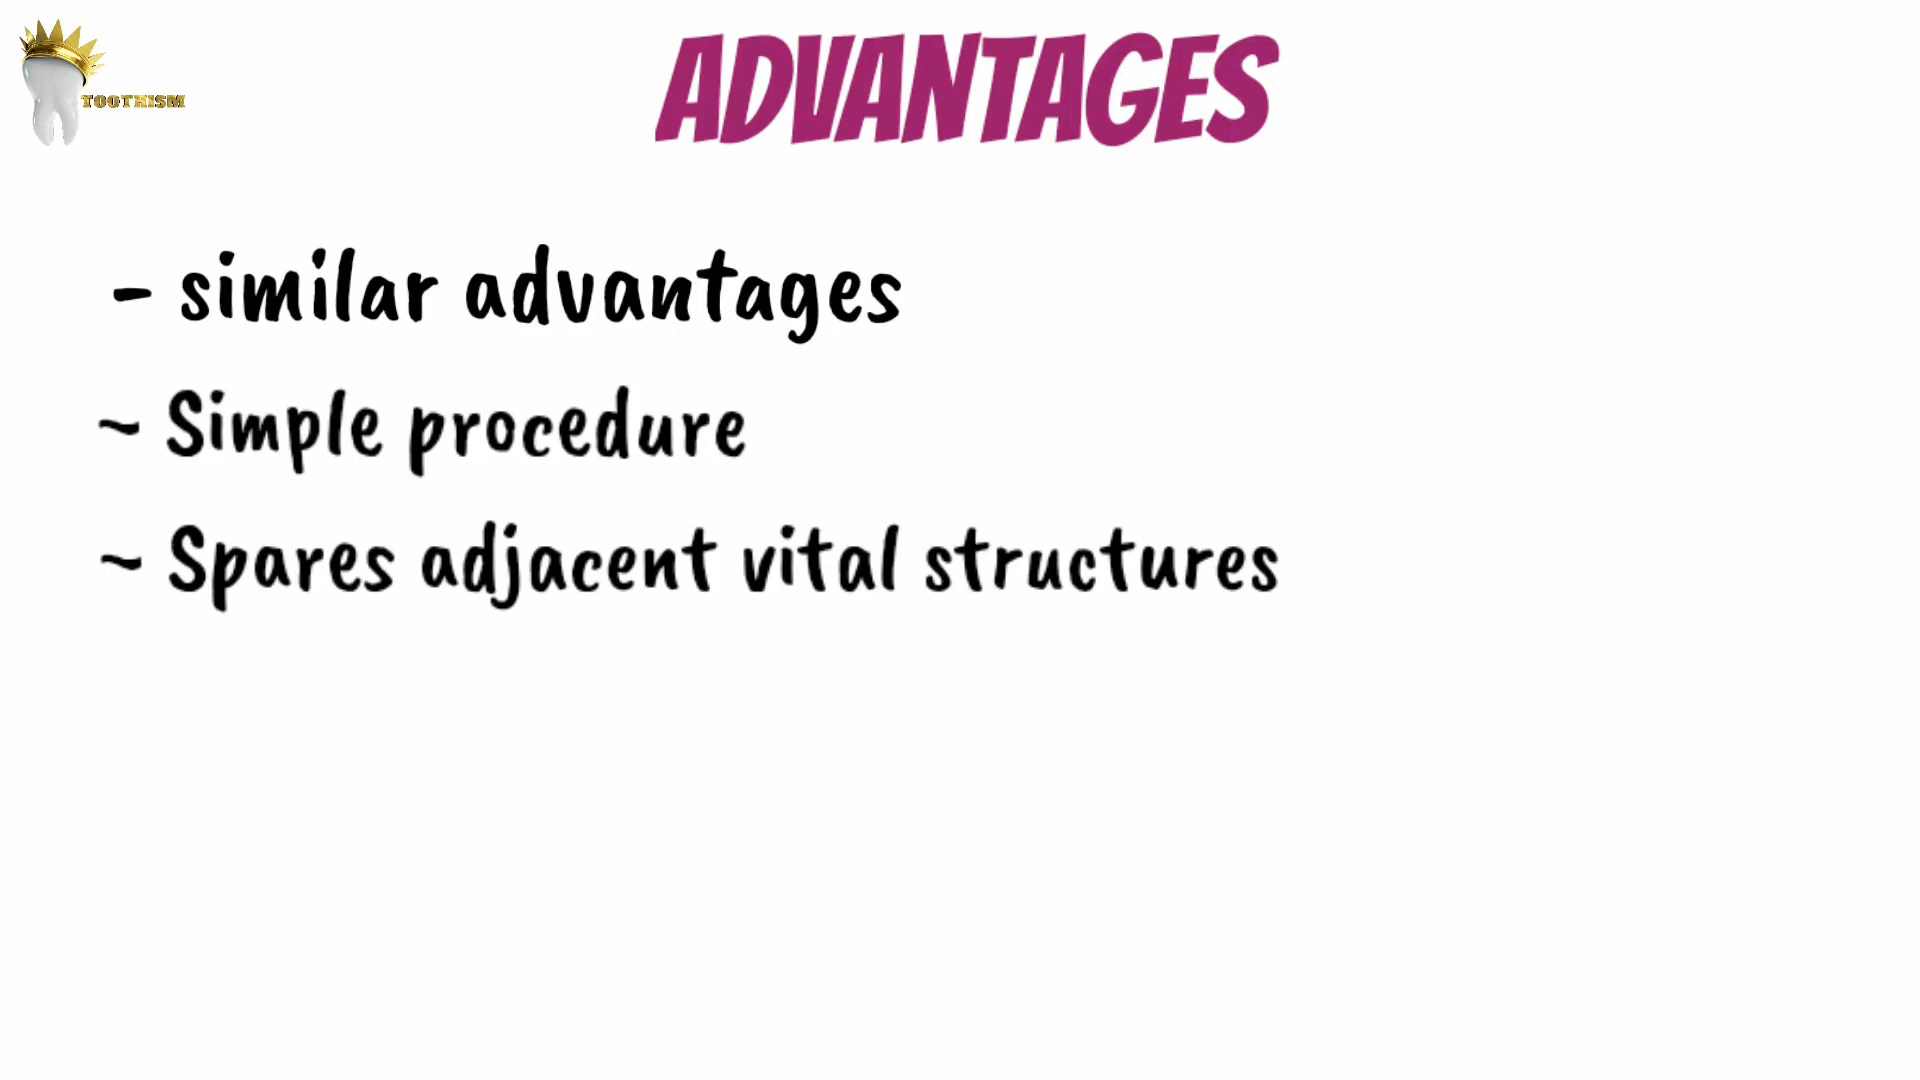 TOOTHISM
ADVANTAGES
- similar advantages
~ Simple procedure
~ Spares adjacent vital structures